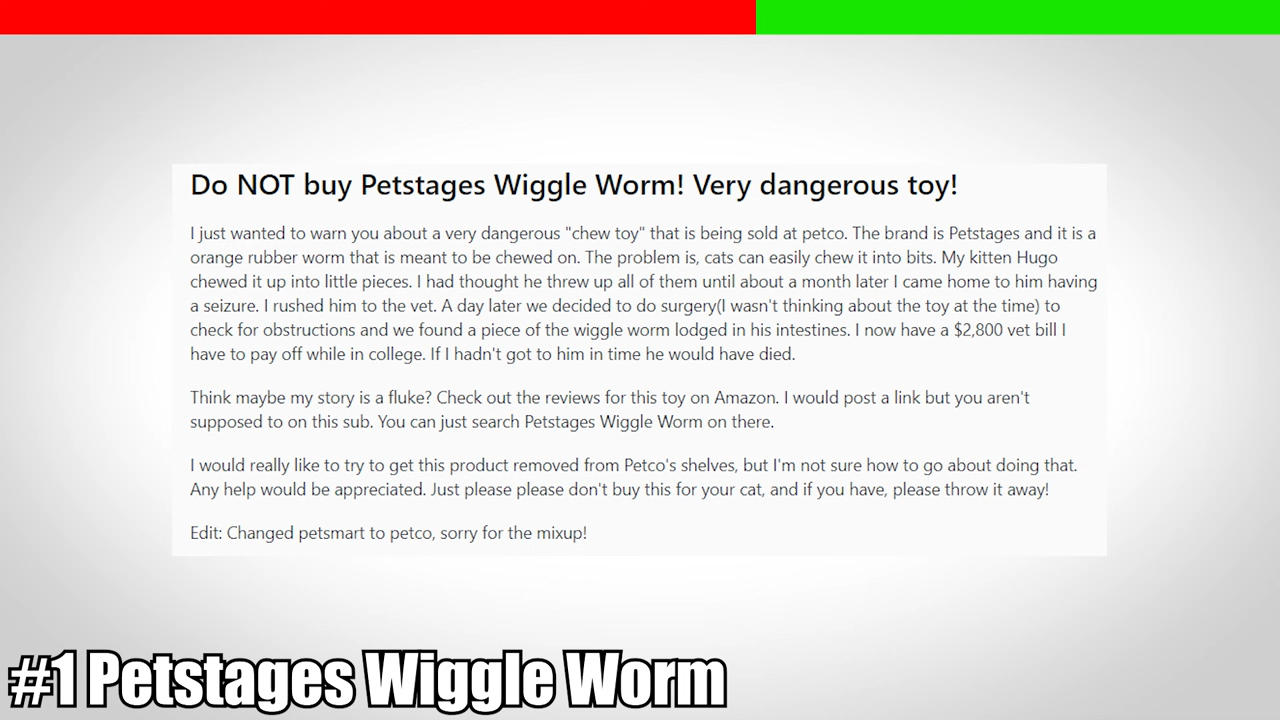 Do NOT buy Petstages Wiggle Worm! Very dangerous toy!
I just wanted to warn you about a very dangerous "chew toy" that is being sold at petco. The brand is Petstages and it is a
orange rubber worm that is meant to be chewed on. The problem is, cats can easily chew it into bits. My kitten Hugo
chewed it up into little pieces. I had thought he threw up all of them until about a month later I came home to him having
a seizure. I rushed him to the vet. A day later we decided to do surgery(I wasn't thinking about the toy at the time) to
check for obstructions and we found a piece of the wiggle worm lodged in his intestines. I now have a $2,800 vet bill I
have to pay off while in college. If I hadn't got to him in time he would have died.
Think maybe my story is a fluke? Check out the reviews for this toy on Amazon. I would post a link but you aren't
supposed to on this sub. You can just search Petstages Wiggle Worm on there.
I would really like to try to get this product removed from Petco's shelves, but I'm not sure how to go about doing that.
Any help would be appreciated. Just please please don't buy this for your cat, and if you have, please throw it away!
Edit: Changed petsmart to petco, sorry for the mixup!
#1 Petstages Wiggle Worm